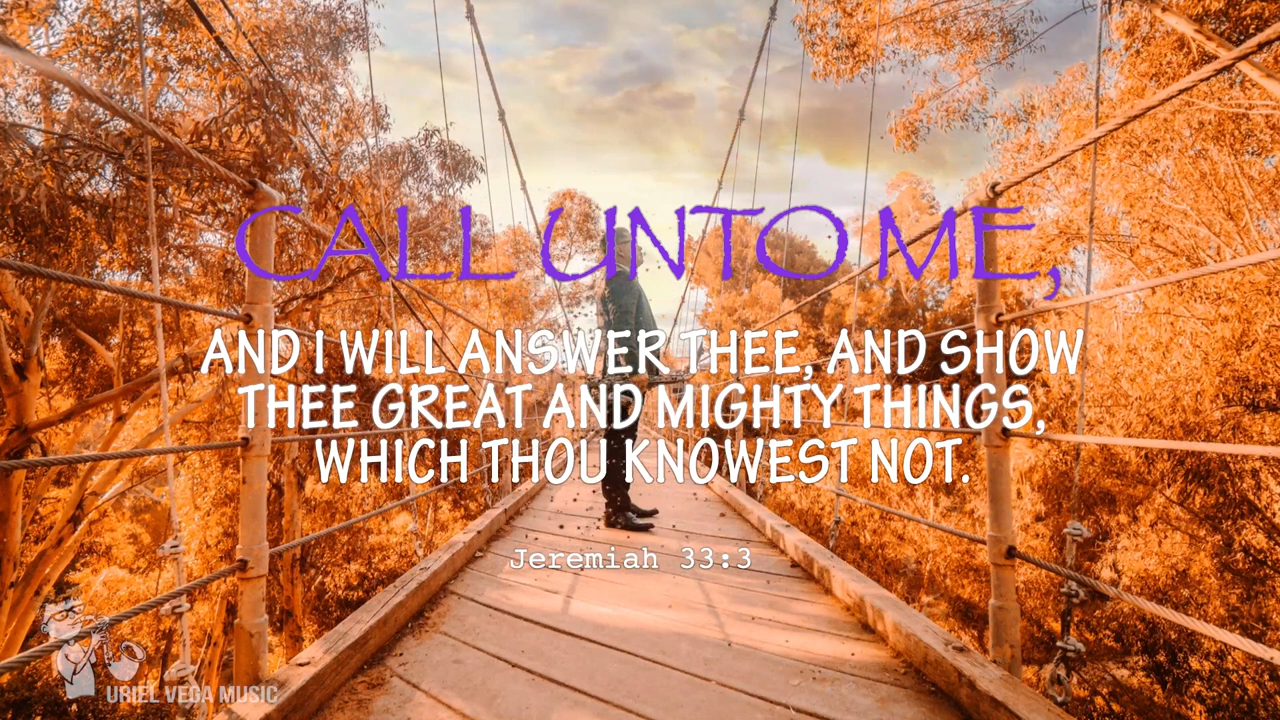 CALL UNTO ME,
AND I WILL ANSWER THEE, AND SHOW
THEE GREAT AND MIGHTY THINGS,
WHICH THOU KNOWEST NOT.
Jeremiah 33:3
URIEL VEGA MUSIC